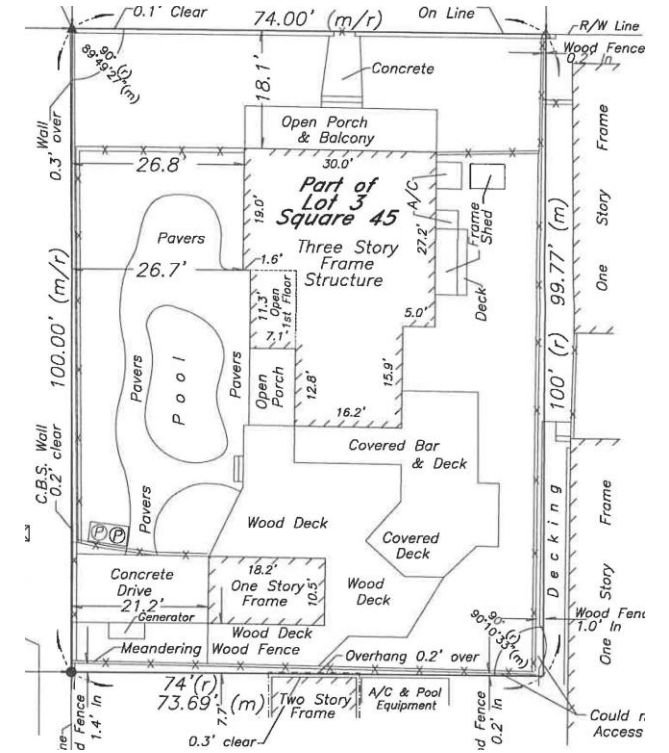 0.1' Clear
74.00' (m/r)
On Line
R/W Line
Wood Fence
0.2' In
90° (r)
89°49'27"(m)
18.1'
Concrete
Wall
0.3' over
Open Porch
& Balcony
26.8'
30.0'
Part of
Lot 3
Square 45
Three Story
Frame
Structure
19.0'
A/C
Frame
Shed
27.2'
Deck
Pavers
26.7'
1.6'
11.3'
Open
1st Floor
7.1'
5.0'
100.00' (m/r)
99.77' (m)
100' (r)
One Story Frame
Pavers
Pool
Pavers
Open
Porch
12.8'
15.9'
16.2'
Covered Bar
& Deck
C.B.S. Wall
0.2' clear
Pavers
Wood Deck
Covered
Deck
Decking
One Story Frame
P P
Concrete
Drive
18.2'
One Story
Frame
10.5'
Wood
Deck
21.2'
Generator
Wood Deck
Meandering Wood Fence
Wood Fenc
1.0' In
90° (r)
90°10'33"(m)
Overhang 0.2' over
74'(r)
73.69' (m)
7.7'
Two Story
Frame
A/C & Pool
Equipment
0.3' clear
1.4' In
0.2' In
Could n
Access